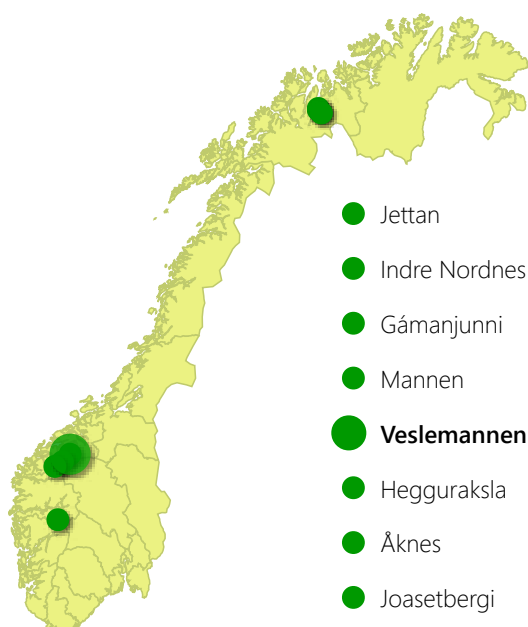 Jettan
Indre Nordnes
Gámanjunni
Mannen
Veslemannen
Hegguraksla
Åknes
Joasetbergi